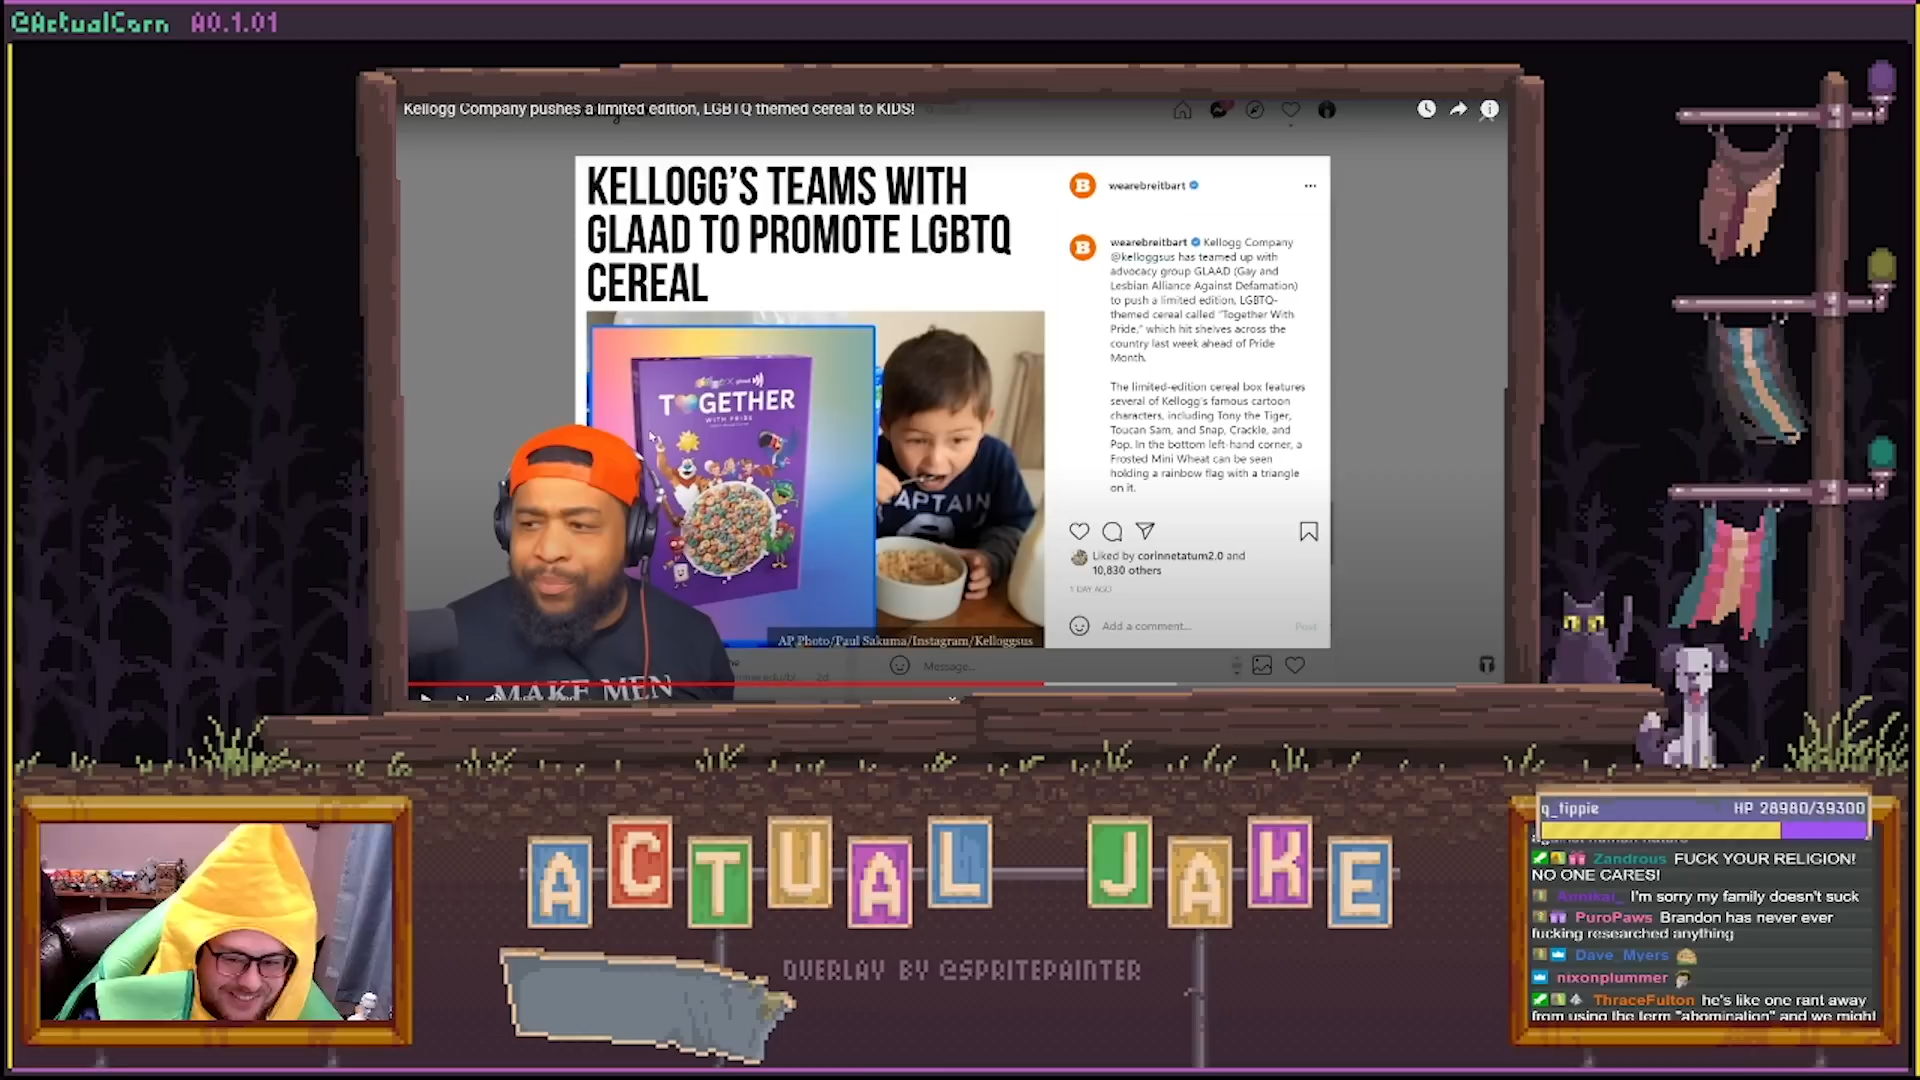 @ActualCorn A0.1.01
Kellogg Company pushes a limited edition, LGBTQ themed cereal to KIDS!
KELLOGG'S TEAMS WITH
GLAAD TO PROMOTE LGBTQ
CEREAL
TOGETHER
WITH PRIDE
APTAIN
AP Photo/Paul Sakuma/Instagram/Kelloggsus
B wearebreitbart
B wearebreitbart Kellogg Company
@kelloggsus has teamed up with
advocacy group GLAAD (Gay and
Lesbian Alliance Against Defamation)
to push a limited edition, LGBTQ-
themed cereal called "Together With
Pride," which hit shelves across the
country last week ahead of Pride
Month.
The limited-edition cereal box features
several of Kellogg's famous cartoon
characters, including Tony the Tiger,
Toucan Sam, and Snap, Crackle, and
Pop. In the bottom left-hand corner, a
Frosted Mini Wheat can be seen
holding a rainbow flag with a triangle
on it.
Liked by corinnetatum2.0 and
10,830 others
1 DAY AGO
Add a comment...
Post
Message...
2d
MAKE MEN
ACTUAL JAKE
OVERLAY BY @SPRITEPAINTER
q_tippie HP 28980/39300
Zandrous FUCK YOUR RELIGION!
NO ONE CARES!
Annikai_ I'm sorry my family doesn't suck
PuroPaws Brandon has never ever
fucking researched anything
Dave_Myers
nixonplummer
ThraceFulton he's like one rant away
from using the term "abomination" and we might